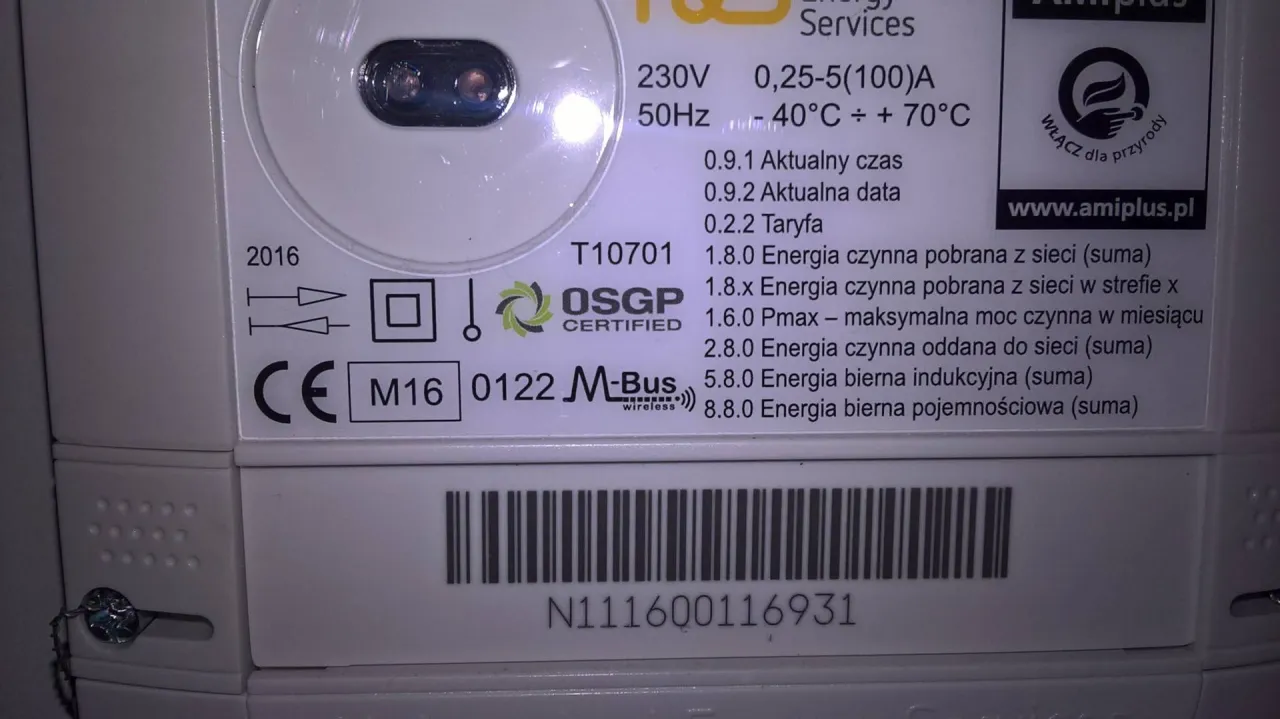 Energy
Services
Amiplus
230V 0,25-5(100)A
50Hz - 40°C ÷ + 70°C
WŁĄCZ dla przyrody
www.amiplus.pl
0.9.1 Aktualny czas
0.9.2 Aktualna data
0.2.2 Taryfa
1.8.0 Energia czynna pobrana z sieci (suma)
1.8.x Energia czynna pobrana z sieci w strefie x
1.6.0 Pmax – maksymalna moc czynna w miesiącu
2.8.0 Energia czynna oddana do sieci (suma)
5.8.0 Energia bierna indukcyjna (suma)
8.8.0 Energia bierna pojemnościowa (suma)
2016
T10701
OSGP
CERTIFIED
CE M16 0122 M-Bus
wireless
N111600116931